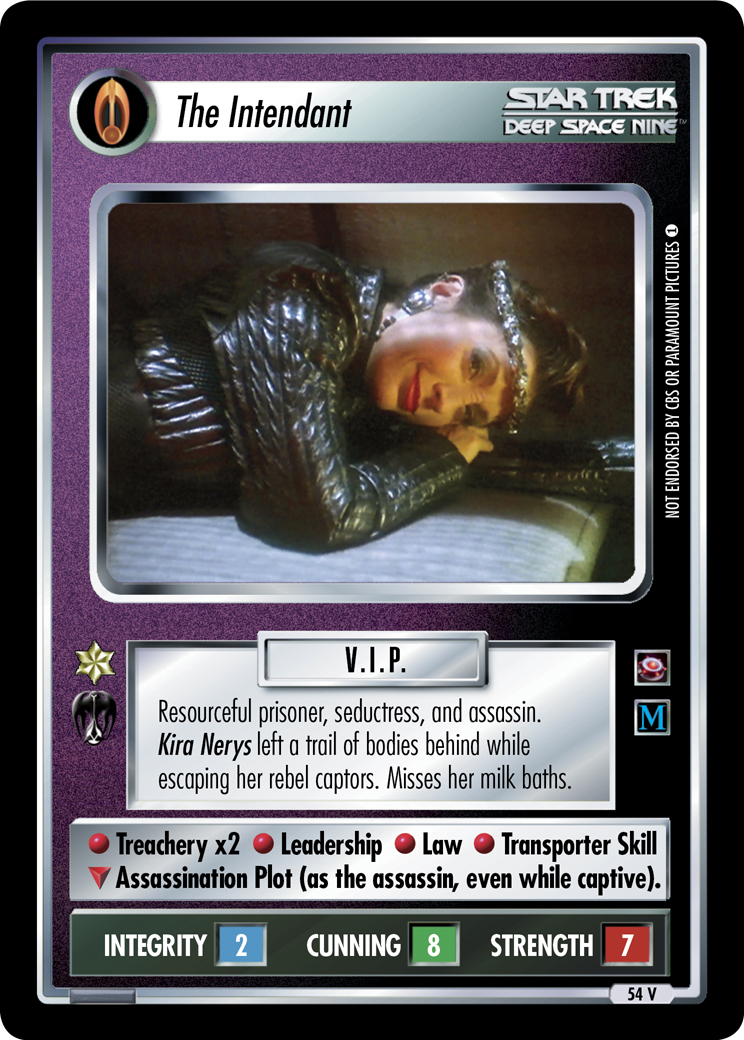 The Intendant
STAR TREK
DEEP SPACE NINE™
NOT ENDORSED BY CBS OR PARAMOUNT PICTURES 1
V.I.P.
Resourceful prisoner, seductress, and assassin.
Kira Nerys left a trail of bodies behind while
escaping her rebel captors. Misses her milk baths.
M
Treachery x2 Leadership Law Transporter Skill
Assassination Plot (as the assassin, even while captive).
INTEGRITY 2 CUNNING 8 STRENGTH 7
54 V